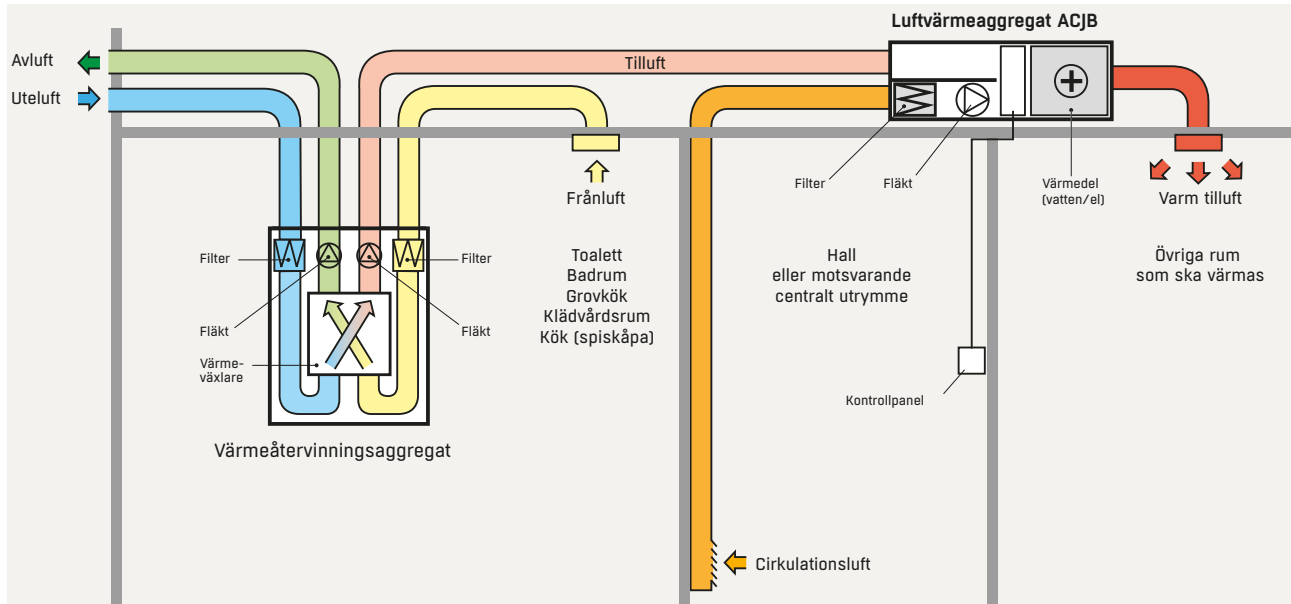 Luftvärmeaggregat ACJB
Avluft
Tilluft
Uteluft
Filter
Fläkt
Värmedel
(vatten/el)
Frånluft
Varm tilluft
Filter
Filter
Toalett
Badrum
Grovkök
Klädvårdsrum
Kök (spiskåpa)
Hall
eller motsvarande
centralt utrymme
Övriga rum
som ska värmas
Fläkt
Fläkt
Värme-
växlare
Kontrollpanel
Värmeåtervinningsaggregat
Cirkulationsluft